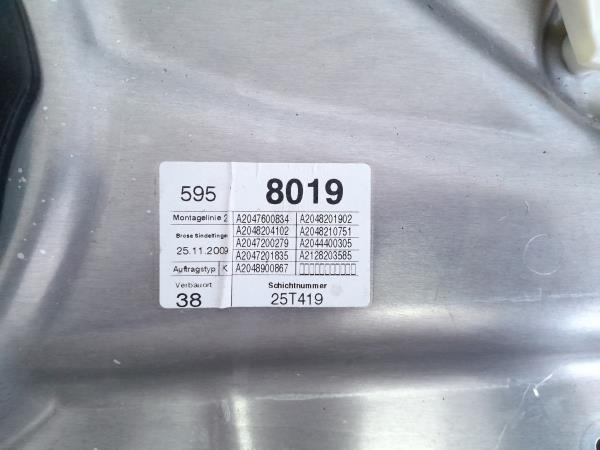 595 8019
Montagelinie 2 A2047600834 A2048201902
Brose Sindelfingen A2048204102 A2048210751
25.11.2009 A2047200279 A2044400305
A2047201835 A2128203585
Auftragstyp K A2048900867
Verbauort Schichtnummer
38 25T419